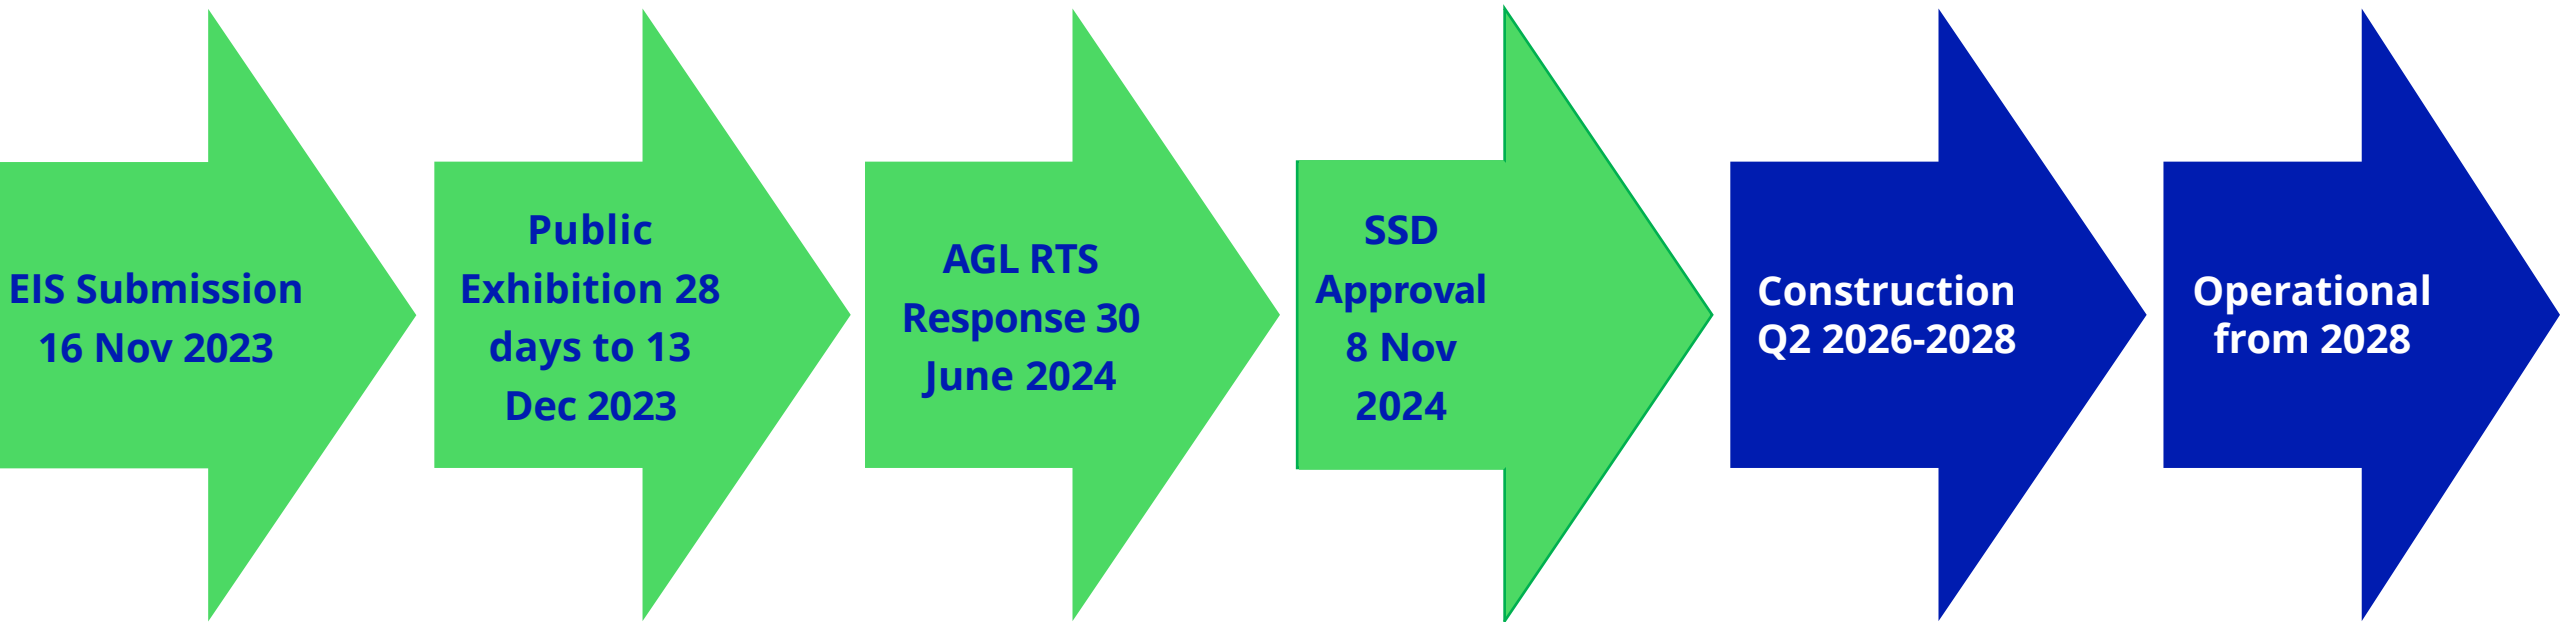 EIS Submission
16 Nov 2023
Public
Exhibition 28
days to 13
Dec 2023
AGL RTS
Response 30
June 2024
SSD
Approval
8 Nov
2024
Construction
Q2 2026-2028
Operational
from 2028